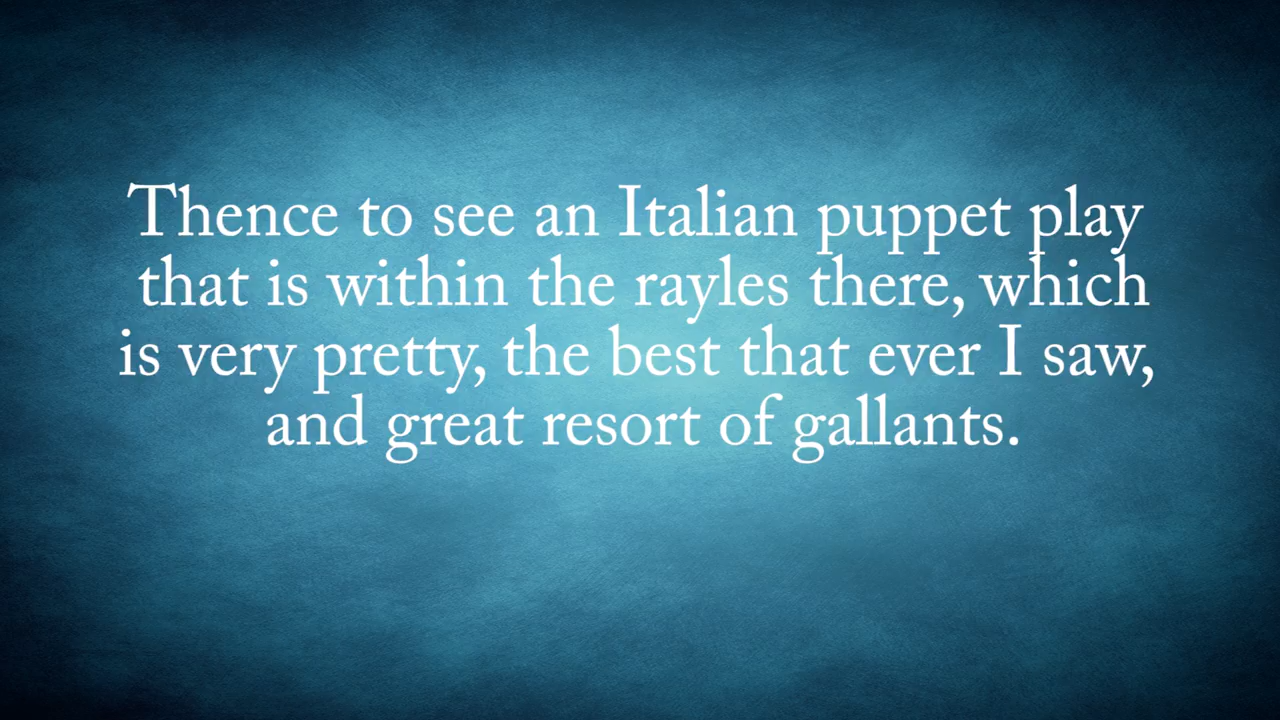 Thence to see an Italian puppet play
that is within the rayles there, which
is very pretty, the best that ever I saw,
and great resort of gallants.